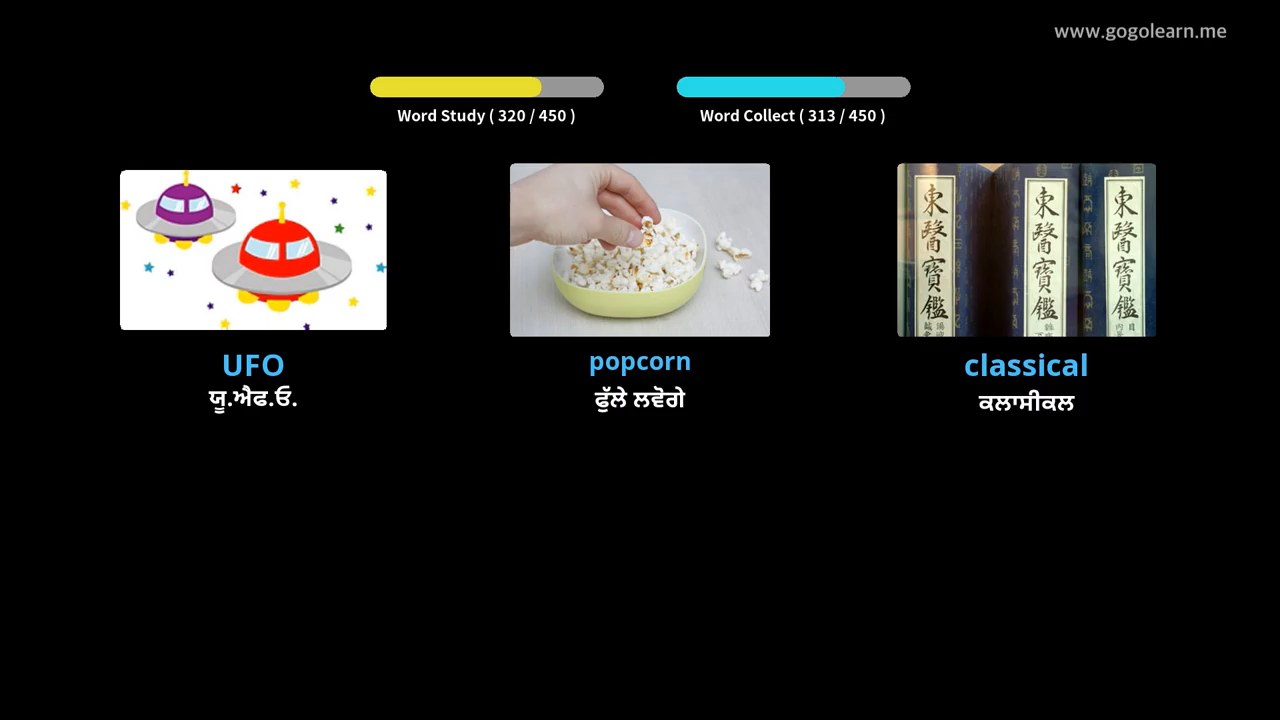 www.gogolearn.me
Word Study ( 320 / 450 )
Word Collect ( 313 / 450 )
東醫寶鑑
東醫寶鑑
東醫寶鑑
UFO
popcorn
classical
ਯੂ.ਐਫ.ਓ.
ਫੁੱਲੇ ਲਵੋਗੇ
ਕਲਾਸੀਕਲ